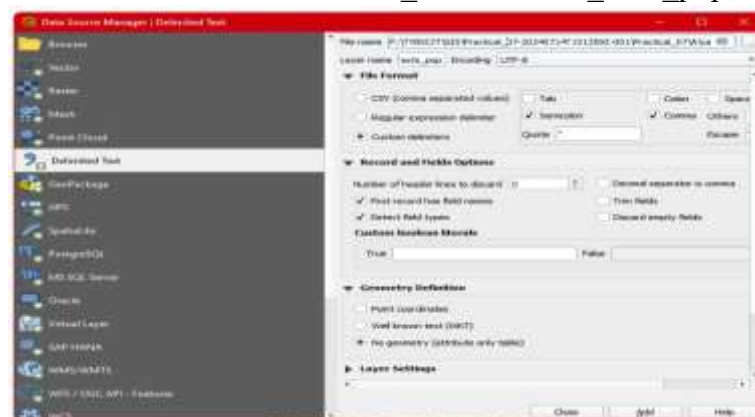 Data Source Manager | Delimited Text
Browser
Vector
Raster
Mesh
Point Cloud
Delimited Text
GeoPackage
GPS
SpatiaLite
PostgreSQL
MS SQL Server
Oracle
Virtual Layer
SAP HANA
WMS/WMTS
WFS / OGC API - Features
WCS
File name
Layer name Encoding UTF-8
File Format
CSV (comma separated values) Tab Colon Space
Regular expression delimiter Semicolon Comma Others
Custom delimiters Quote " Escape
Record and Fields Options
Number of header lines to discard 0 Decimal separator is comma
First record has field names Trim fields
Detect field types Discard empty fields
Custom boolean literals
True False
Geometry Definition
Point coordinates
Well known text (WKT)
No geometry (attribute only table)
Layer Settings
Close Add Help